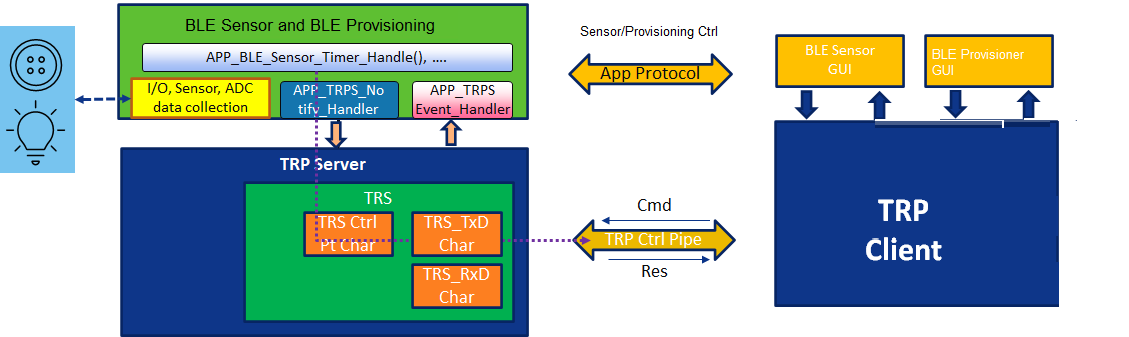 BLE Sensor and BLE Provisioning
APP_BLE_Sensor_Timer_Handle(), ....
I/O, Sensor, ADC
data collection
APP_TRPS_No
tify_Handler
APP_TRPS
Event_Handler
TRP Server
TRS
TRS Ctrl
Pt Char
TRS_TxD
Char
TRS_RxD
Char
Sensor/Provisioning Ctrl
App Protocol
Cmd
TRP Ctrl Pipe
Res
BLE Sensor
GUI
BLE Provisioner
GUI
TRP
Client